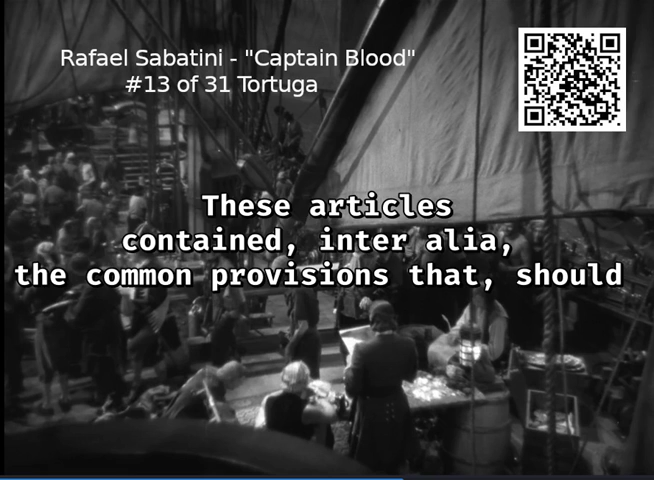 Rafael Sabatini - "Captain Blood"
#13 of 31 Tortuga
These articles
contained, inter alia,
the common provisions that, should